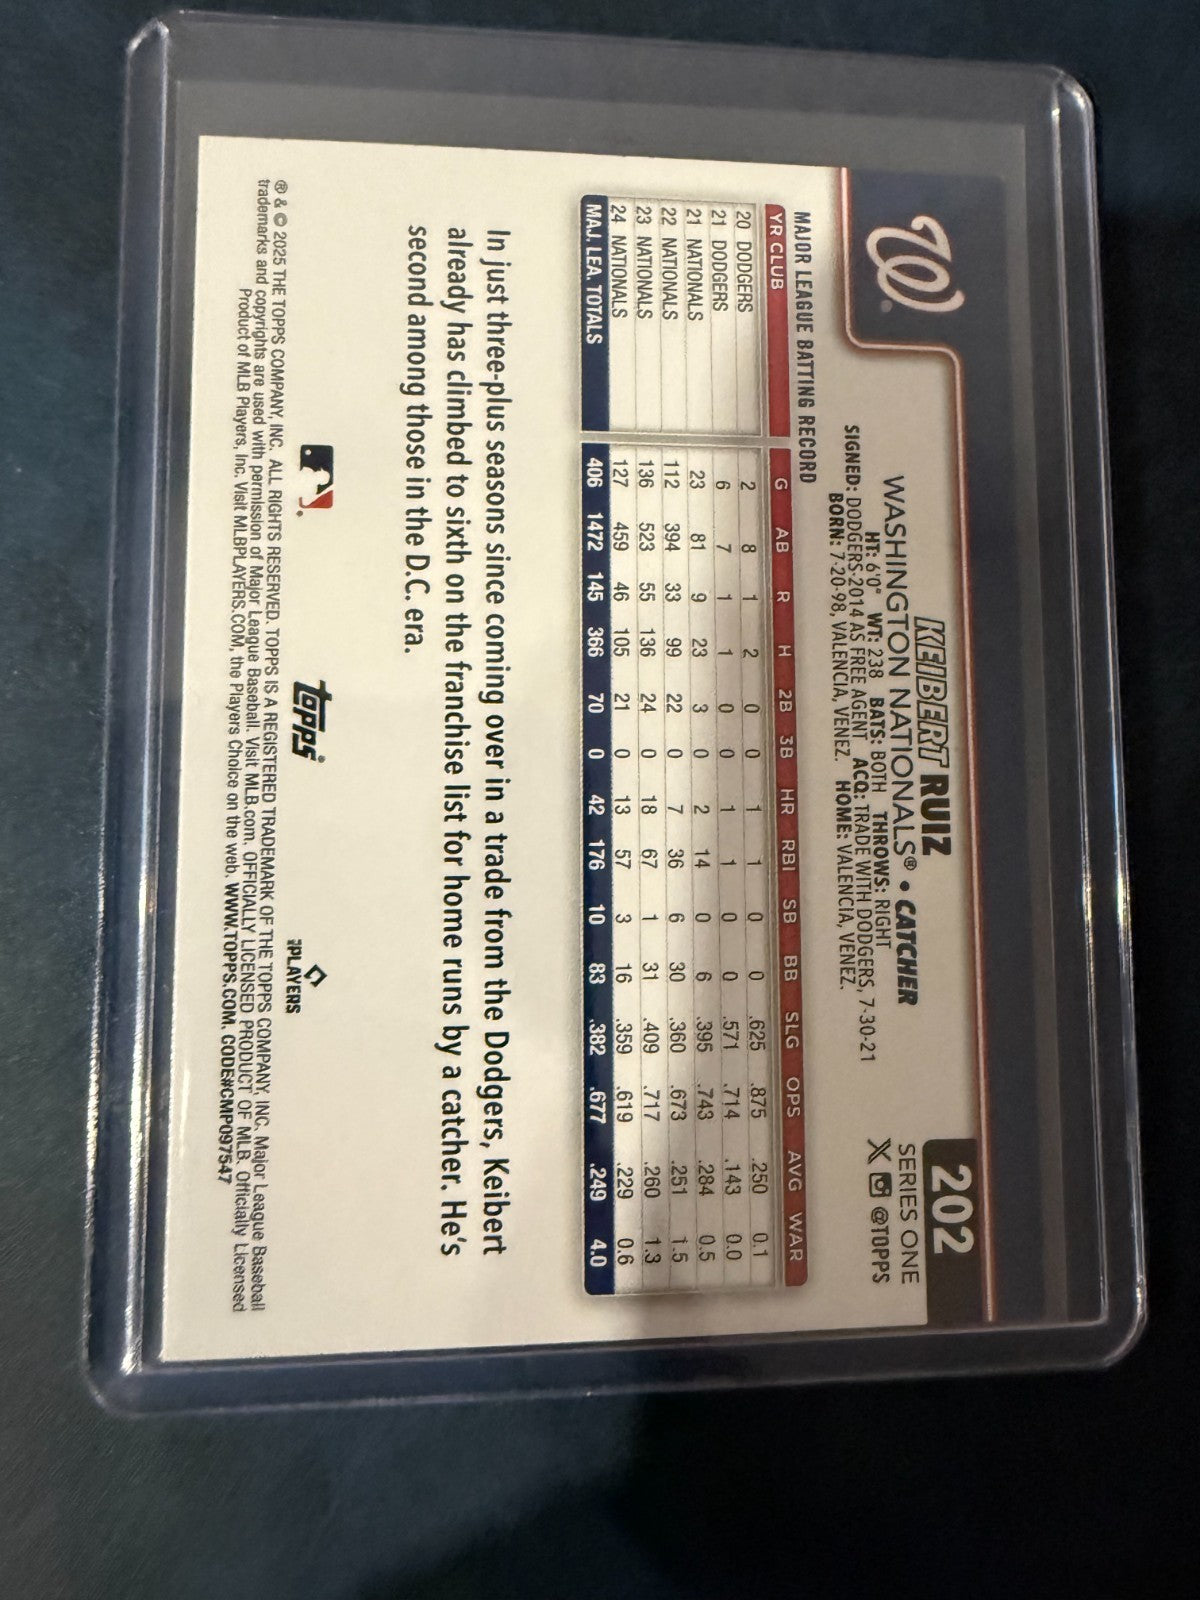 W
202
KEIBERT RUIZ
SERIES ONE
WASHINGTON NATIONALS® • CATCHER
X @TOPPS
HT: 6'0" WT: 238 BATS: BOTH THROWS: RIGHT
SIGNED: DODGERS-2014 AS FREE AGENT ACQ: TRADE WITH DODGERS, 7-30-21
BORN: 7-20-98, VALENCIA, VENEZ. HOME: VALENCIA, VENEZ.
MAJOR LEAGUE BATTING RECORD
YR CLUB G AB R H 2B 3B HR RBI SB BB SLG OPS AVG WAR
20 DODGERS 2 8 1 2 0 0 1 1 0 0 .625 .875 .250 0.1
21 DODGERS 6 7 1 1 0 0 1 1 0 0 .571 .714 .143 0.0
21 NATIONALS 23 81 9 23 3 0 2 14 0 6 .395 .743 .284 0.5
22 NATIONALS 112 394 33 99 22 0 7 36 6 30 .360 .673 .251 1.5
23 NATIONALS 136 523 55 136 24 0 18 67 1 31 .409 .717 .260 1.3
24 NATIONALS 127 459 46 105 21 0 13 57 3 16 .359 .619 .229 0.6
MAJ. LEA. TOTALS 406 1472 145 366 70 0 42 176 10 83 .382 .677 .249 4.0
In just three-plus seasons since coming over in a trade from the Dodgers, Keibert
already has climbed to sixth on the franchise list for home runs by a catcher. He's
second among those in the D.C. era.
topps
PLAYERS
® & © 2025 THE TOPPS COMPANY, INC. ALL RIGHTS RESERVED. TOPPS IS A REGISTERED TRADEMARK OF THE TOPPS COMPANY, INC. Major League Baseball
trademarks and copyrights are used with permission of Major League Baseball. Visit MLB.com. OFFICIALLY LICENSED PRODUCT OF MLB. Officially Licensed
Product of MLB Players, Inc. Visit MLBPLAYERS.COM, the Players Choice on the web. WWW.TOPPS.COM. CODE#CMP097547